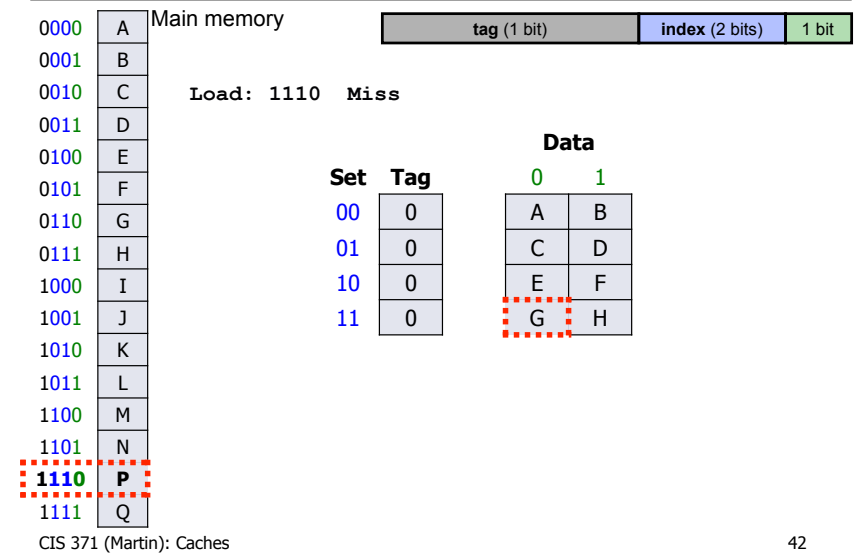 Main memory
tag (1 bit) index (2 bits) 1 bit
0000 A
0001 B
0010 C
Load: 1110 Miss
0011 D
0100 E
0101 F
0110 G
0111 H
1000 I
1001 J
1010 K
1011 L
1100 M
1101 N
1110 P
1111 Q
Data
Set Tag 0 1
00 0 A B
01 0 C D
10 0 E F
11 0 G H
CIS 371 (Martin): Caches 42